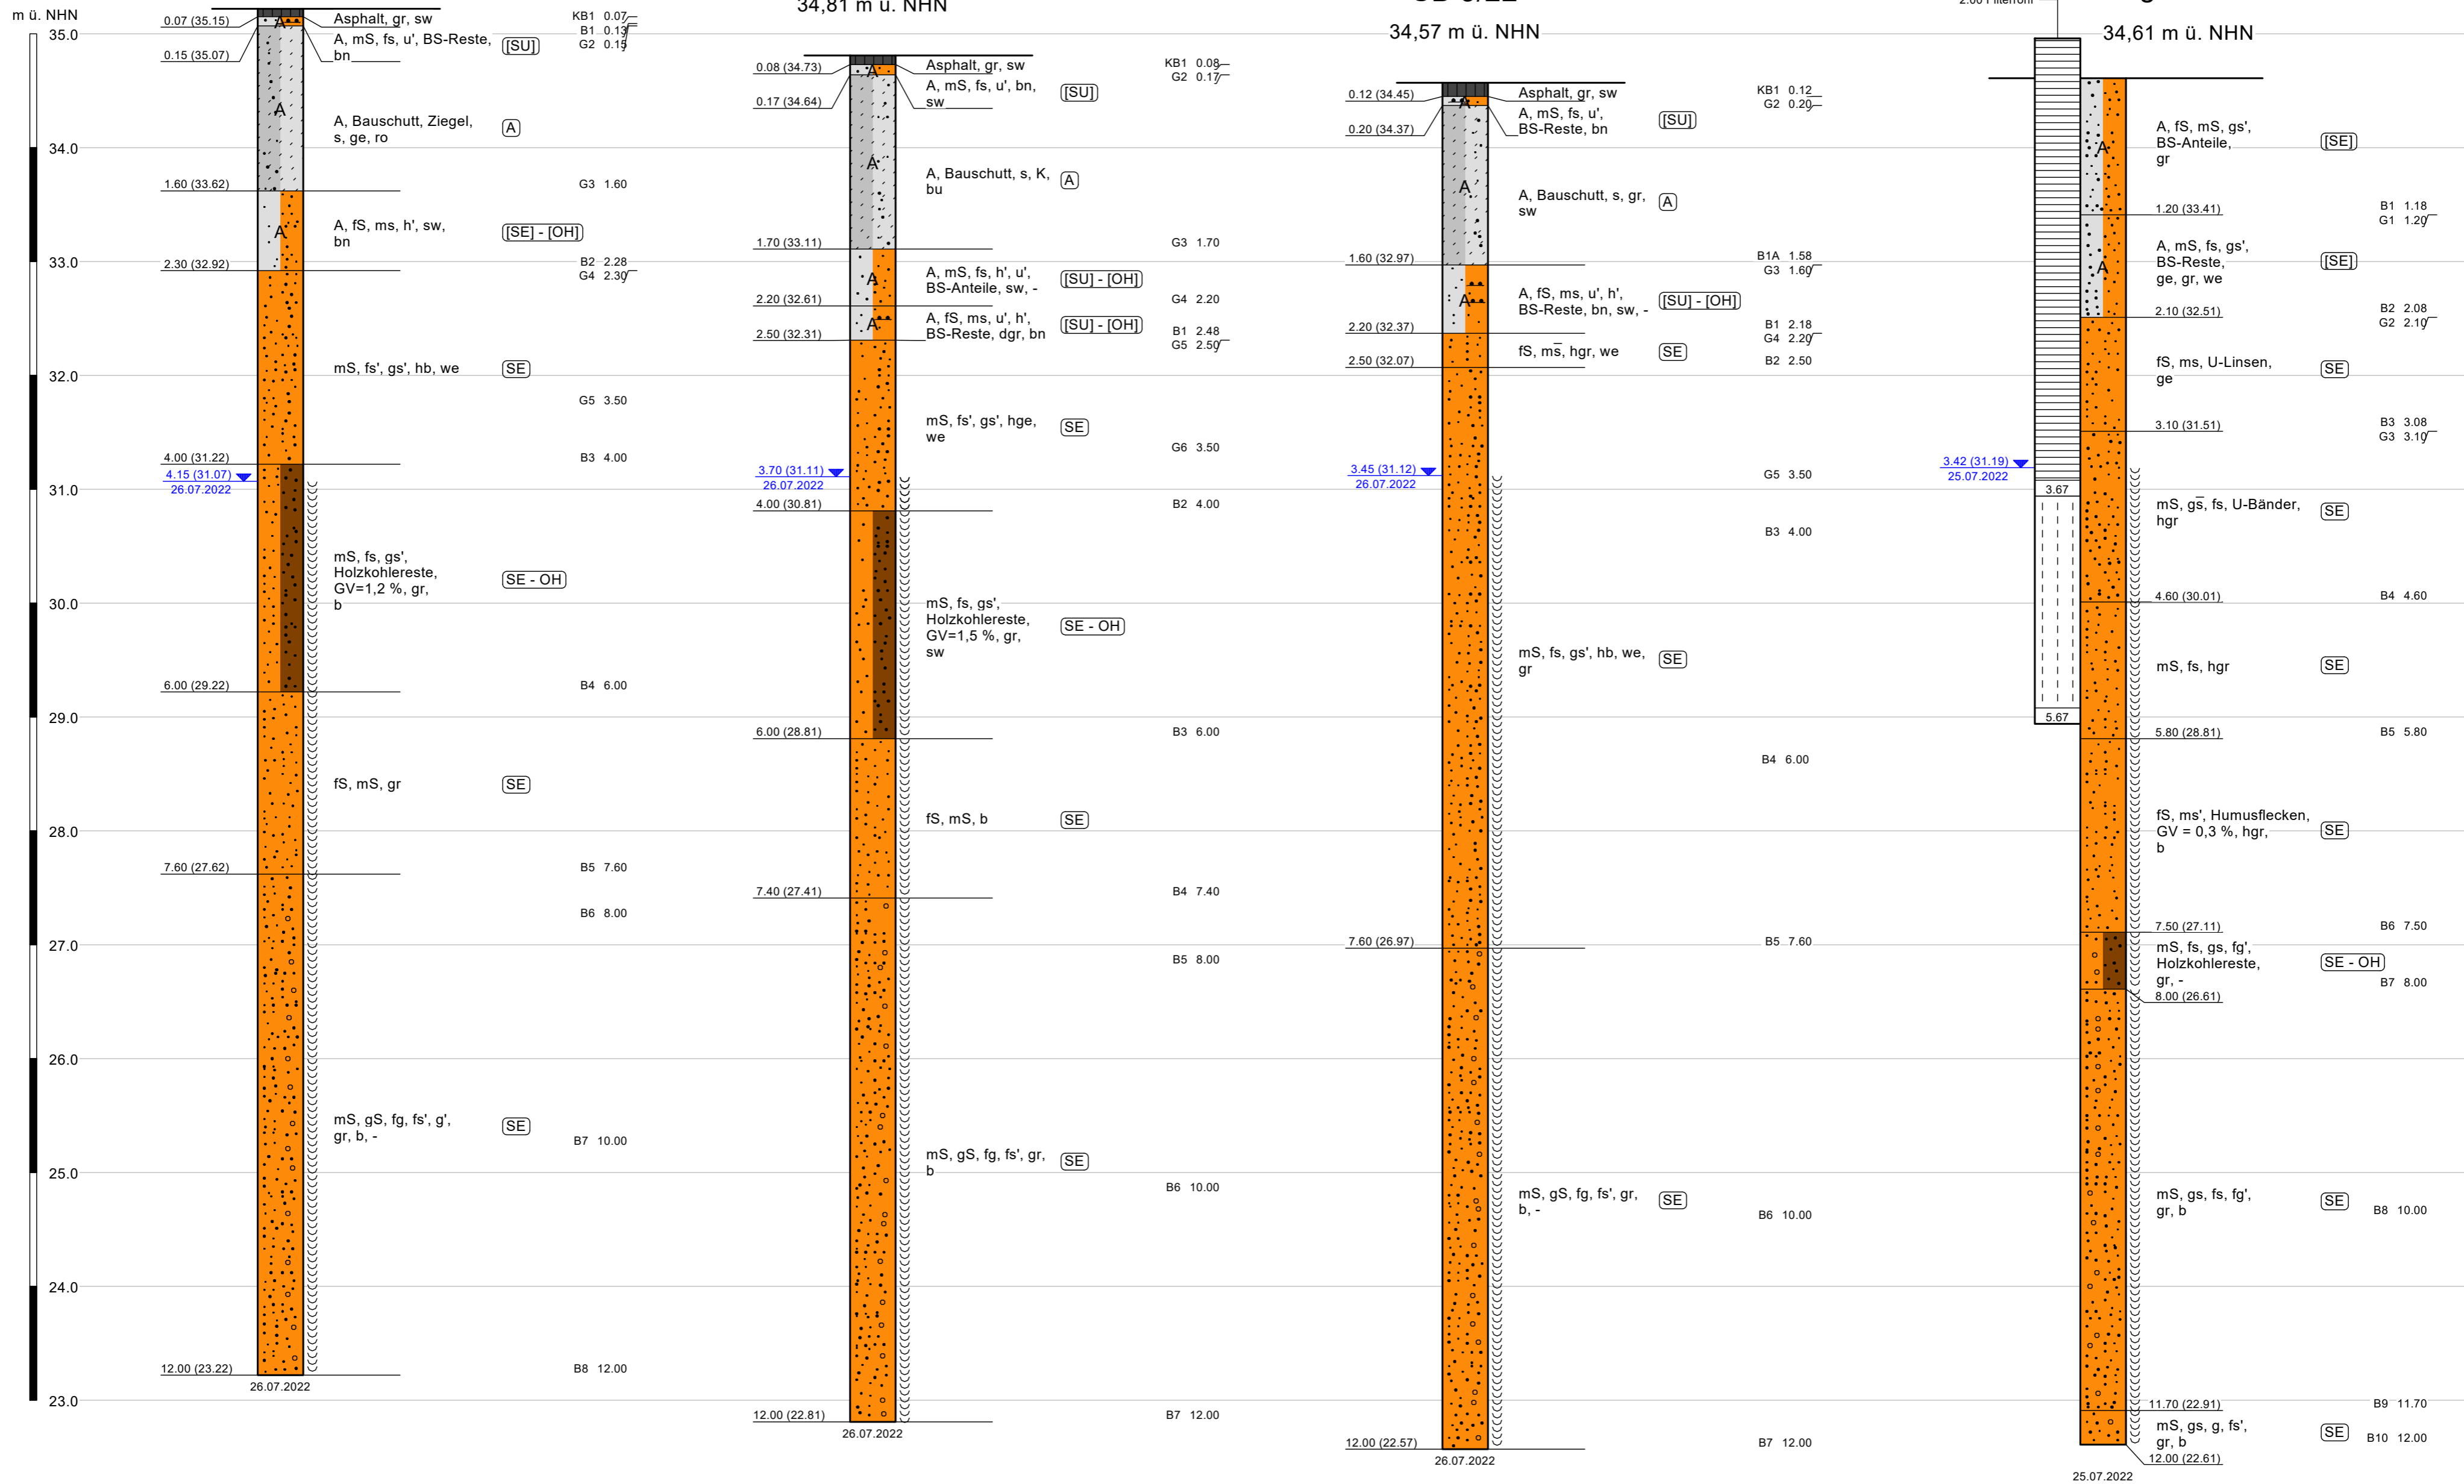 m ü. NHN
35.0
34.0
33.0
32.0
31.0
30.0
29.0
28.0
27.0
26.0
25.0
24.0
23.0
0.07 (35.15)
0.15 (35.07)
1.60 (33.62)
2.30 (32.92)
4.00 (31.22)
4.15 (31.07)
26.07.2022
6.00 (29.22)
7.60 (27.62)
12.00 (23.22)
26.07.2022
A
A
A
Asphalt, gr, sw
A, mS, fs, u', BS-Reste,
bn
[SU]
A, Bauschutt, Ziegel,
s, ge, ro
A
A, fS, ms, h', sw,
bn
[SE] - [OH]
mS, fs', gs', hb, we
SE
mS, fs, gs',
Holzkohlereste,
GV=1,2 %, gr,
b
SE - OH
fS, mS, gr
SE
mS, gS, fg, fs', g',
gr, b, -
SE
KB1 0.07
B1 0.13
G2 0.15
G3 1.60
B2 2.28
G4 2.30
G5 3.50
B3 4.00
B4 6.00
B5 7.60
B6 8.00
B7 10.00
B8 12.00
34,81 m ü. NHN
0.08 (34.73)
0.17 (34.64)
1.70 (33.11)
2.20 (32.61)
2.50 (32.31)
3.70 (31.11)
26.07.2022
4.00 (30.81)
6.00 (28.81)
7.40 (27.41)
12.00 (22.81)
26.07.2022
A
A
A
A
Asphalt, gr, sw
A, mS, fs, u', bn,
sw
[SU]
A, Bauschutt, s, K,
bu
A
A, mS, fs, h', u',
BS-Anteile, sw, -
[SU] - [OH]
A, fS, ms, u', h',
BS-Reste, dgr, bn
[SU] - [OH]
mS, fs', gs', hge,
we
SE
mS, fs, gs',
Holzkohlereste,
GV=1,5 %, gr,
sw
SE - OH
fS, mS, b
SE
mS, gS, fg, fs', gr,
b
SE
KB1 0.08
G2 0.17
G3 1.70
G4 2.20
B1 2.48
G5 2.50
G6 3.50
B2 4.00
B3 6.00
B4 7.40
B5 8.00
B6 10.00
B7 12.00
34,57 m ü. NHN
0.12 (34.45)
0.20 (34.37)
1.60 (32.97)
2.20 (32.37)
2.50 (32.07)
3.45 (31.12)
26.07.2022
7.60 (26.97)
12.00 (22.57)
26.07.2022
A
A
A
Asphalt, gr, sw
A, mS, fs, u',
BS-Reste, bn
[SU]
A, Bauschutt, s, gr,
sw
A
A, fS, ms, u', h',
BS-Reste, bn, sw, -
[SU] - [OH]
fS, ms̅, hgr, we
SE
mS, fs, gs', hb, we,
gr
SE
mS, gS, fg, fs', gr,
b, -
SE
KB1 0.12
G2 0.20
B1A 1.58
G3 1.60
B1 2.18
G4 2.20
B2 2.50
G5 3.50
B3 4.00
B4 6.00
B5 7.60
B6 10.00
B7 12.00
34,61 m ü. NHN
3.42 (31.19)
25.07.2022
3.67
5.67
A
A
A, fS, mS, gs',
BS-Anteile,
gr
[SE]
1.20 (33.41)
A, mS, fs, gs',
BS-Reste,
ge, gr, we
[SE]
2.10 (32.51)
fS, ms, U-Linsen,
ge
SE
3.10 (31.51)
mS, gs̅, fs, U-Bänder,
hgr
SE
4.60 (30.01)
mS, fs, hgr
SE
5.80 (28.81)
fS, ms', Humusflecken,
GV = 0,3 %, hgr,
b
SE
7.50 (27.11)
mS, fs, gs, fg',
Holzkohlereste,
gr, -
SE - OH
8.00 (26.61)
mS, gs, fs, fg',
gr, b
SE
11.70 (22.91)
mS, gs, g, fs',
gr, b
SE
12.00 (22.61)
25.07.2022
B1 1.18
G1 1.20
B2 2.08
G2 2.10
B3 3.08
G3 3.10
B4 4.60
B5 5.80
B6 7.50
B7 8.00
B8 10.00
B9 11.70
B10 12.00